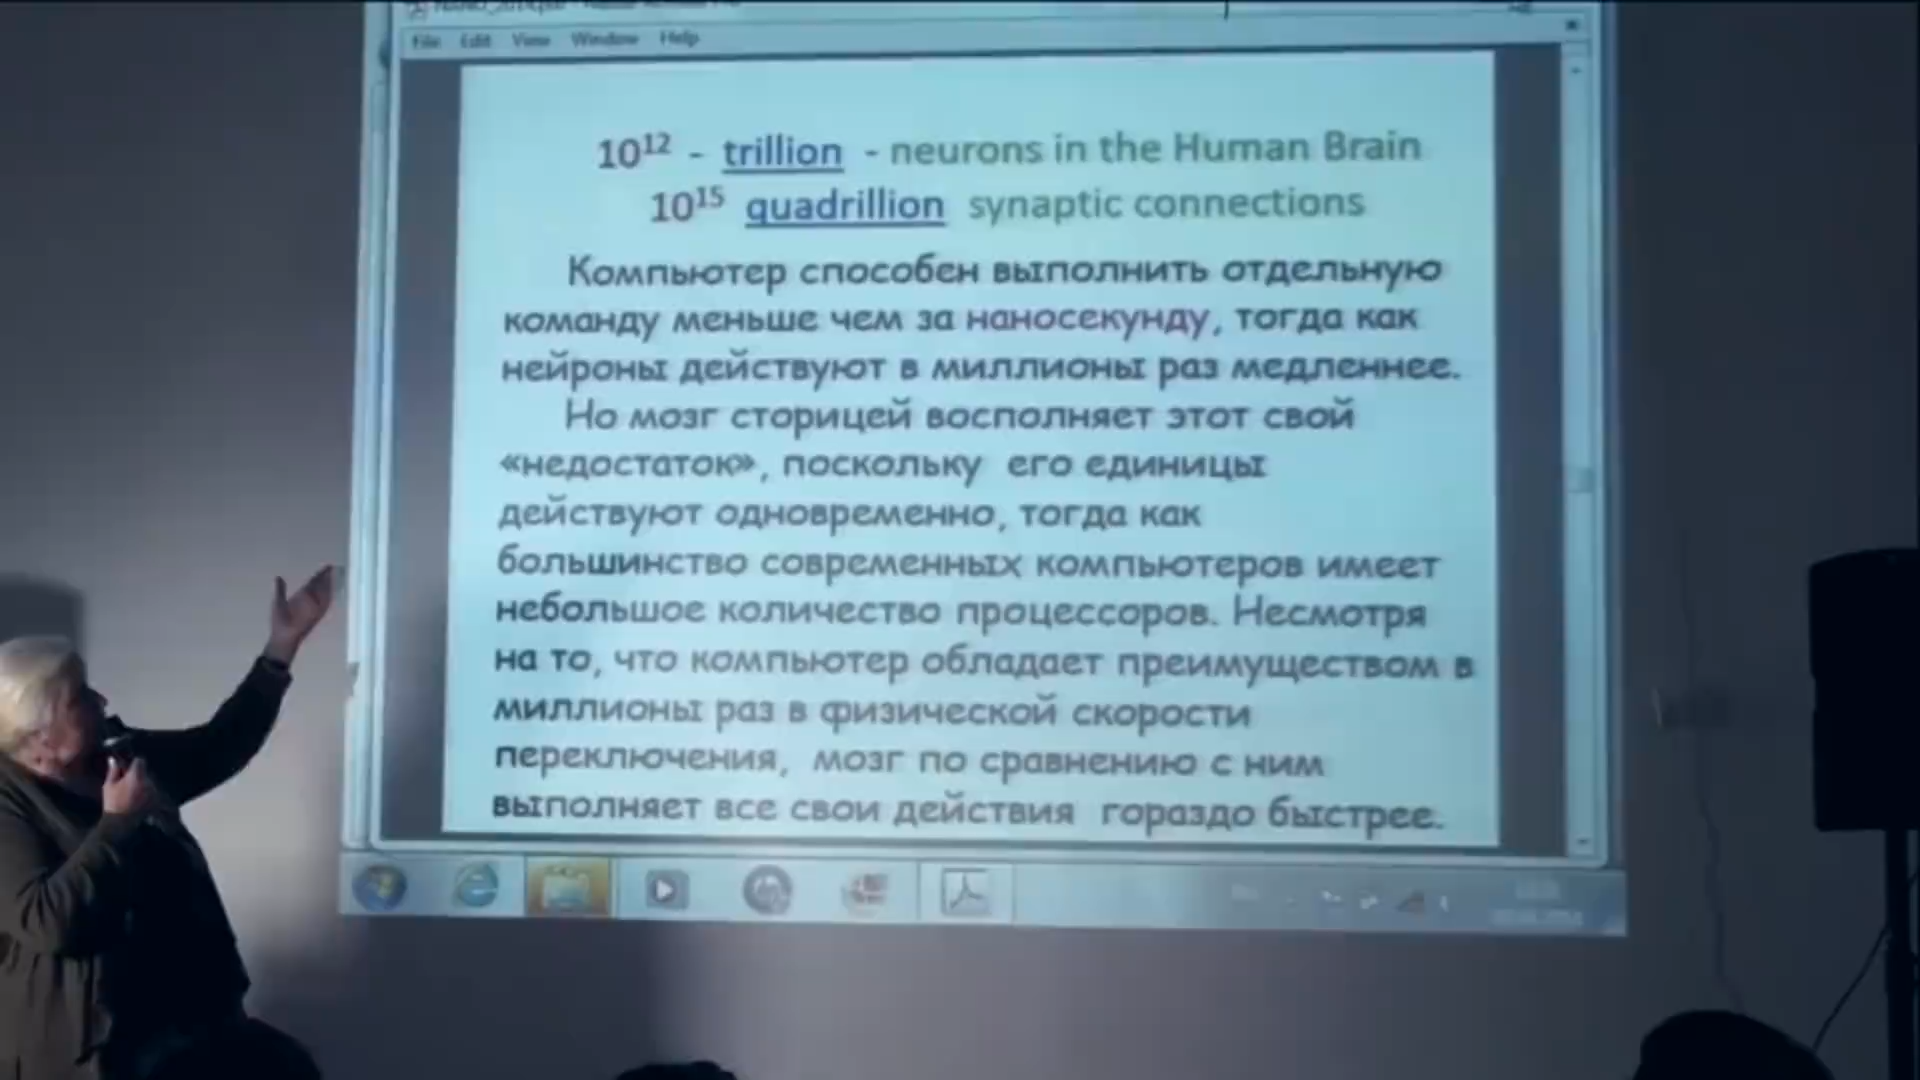 File Edit View Window Help
10¹² - trillion - neurons in the Human Brain
10¹⁵ quadrillion synaptic connections
Компьютер способен выполнить отдельную
команду меньше чем за наносекунду, тогда как
нейроны действуют в миллионы раз медленнее.
Но мозг сторицей восполняет этот свой
«недостаток», поскольку его единицы
действуют одновременно, тогда как
большинство современных компьютеров имеет
небольшое количество процессоров. Несмотря
на то, что компьютер обладает преимуществом в
миллионы раз в физической скорости
переключения, мозг по сравнению с ним
выполняет все свои действия гораздо быстрее.